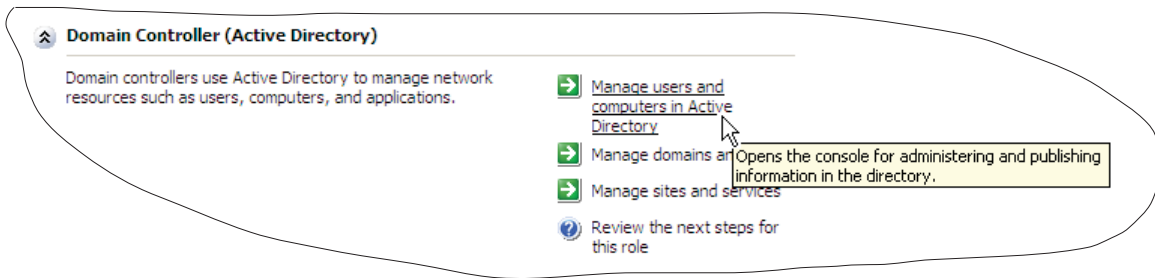 Domain Controller (Active Directory)
Domain controllers use Active Directory to manage network
resources such as users, computers, and applications.
Manage users and
computers in Active
Directory
Manage domains
Opens the console for administering and publishing
information in the directory.
Manage sites and services
Review the next steps for
this role